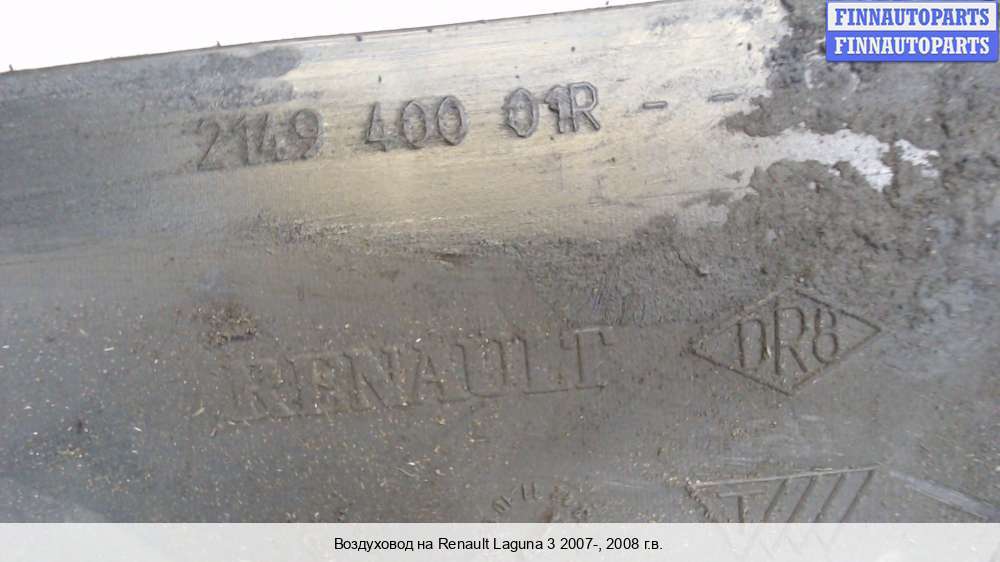 FINNAUTOPARTS
FINNAUTOPARTS
2149 400 01R - -
RENAULT
DR8
Воздуховод на Renault Laguna 3 2007-, 2008 г.в.